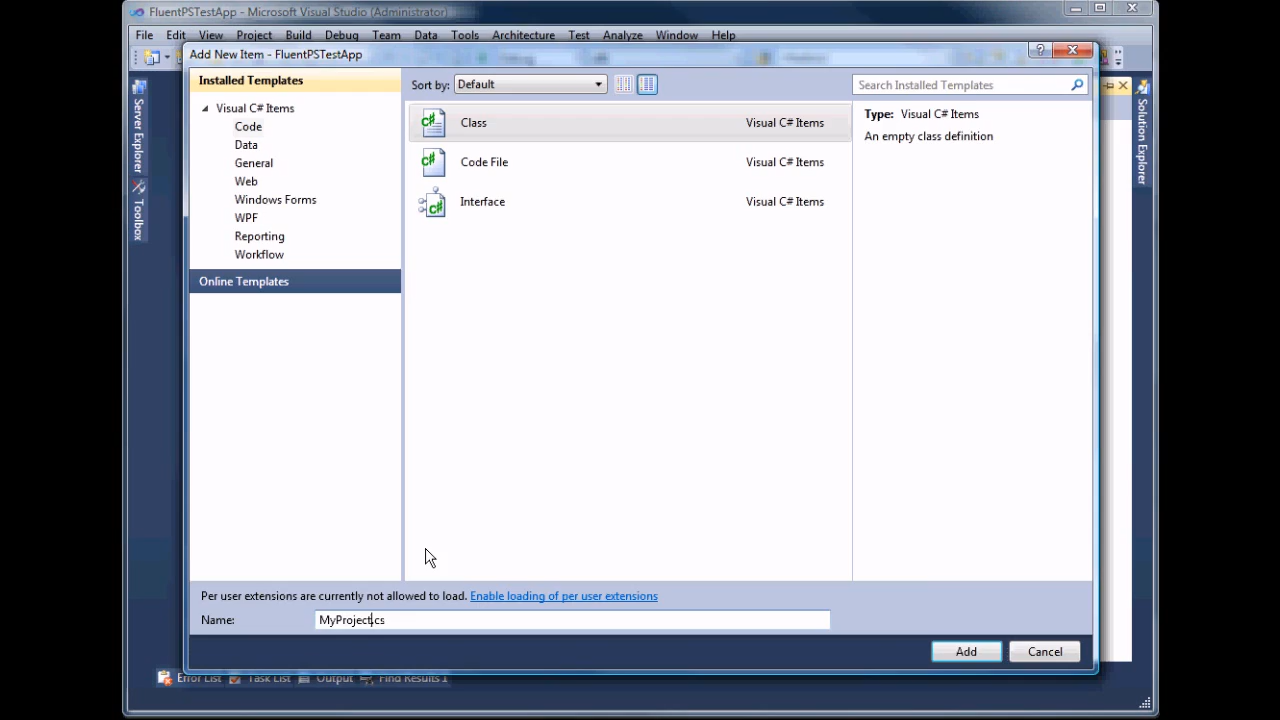 FluentPSTestApp - Microsoft Visual Studio (Administrator)
File Edit View Project Build Debug Team Data Tools Architecture Test Analyze Window Help
Add New Item - FluentPSTestApp
Installed Templates
Sort by: Default
Search Installed Templates
Visual C# Items
Code
Data
General
Web
Windows Forms
WPF
Reporting
Workflow
Online Templates
Class Visual C# Items
Code File Visual C# Items
Interface Visual C# Items
Type: Visual C# Items
An empty class definition
Server Explorer
Toolbox
Solution Explorer
Per user extensions are currently not allowed to load. Enable loading of per user extensions
Name: MyProject.cs
Add Cancel
Error List Task List Output Find Results 1